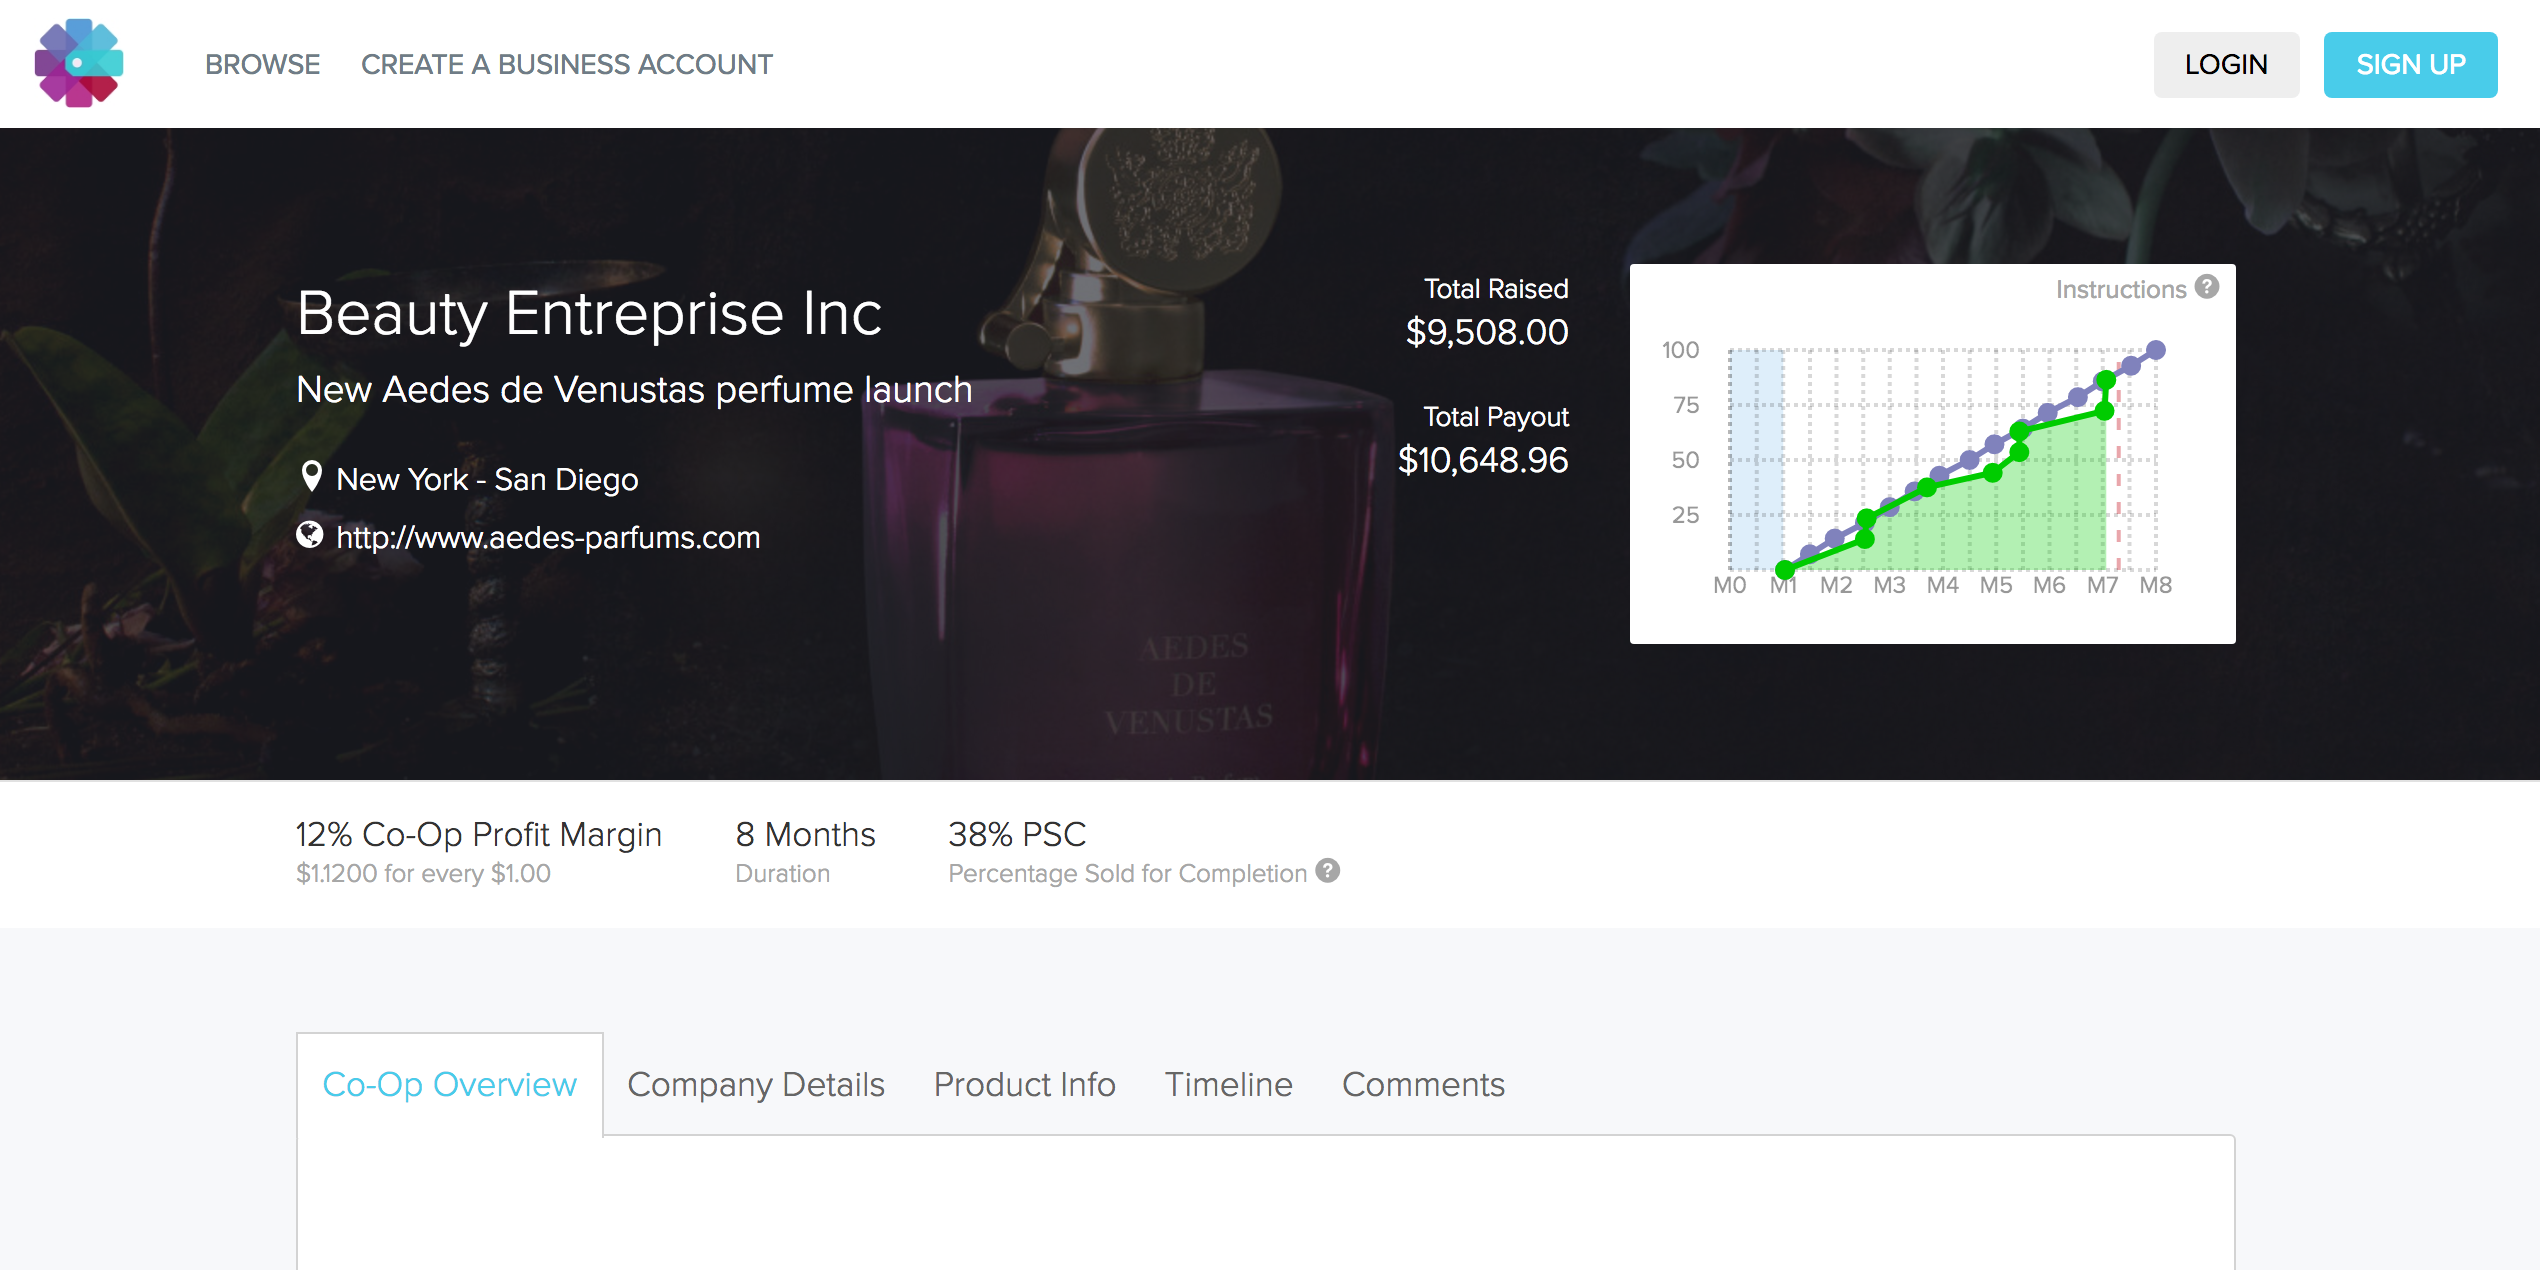 BROWSE
CREATE A BUSINESS ACCOUNT
LOGIN
SIGN UP
Beauty Entreprise Inc
New Aedes de Venustas perfume launch
New York - San Diego
http://www.aedes-parfums.com
Total Raised
$9,508.00
Total Payout
$10,648.96
Instructions ?
100
75
50
25
M0 M1 M2 M3 M4 M5 M6 M7 M8
AEDES
DE
VENUSTAS
12% Co-Op Profit Margin
$1.1200 for every $1.00
8 Months
Duration
38% PSC
Percentage Sold for Completion ?
Co-Op Overview
Company Details
Product Info
Timeline
Comments